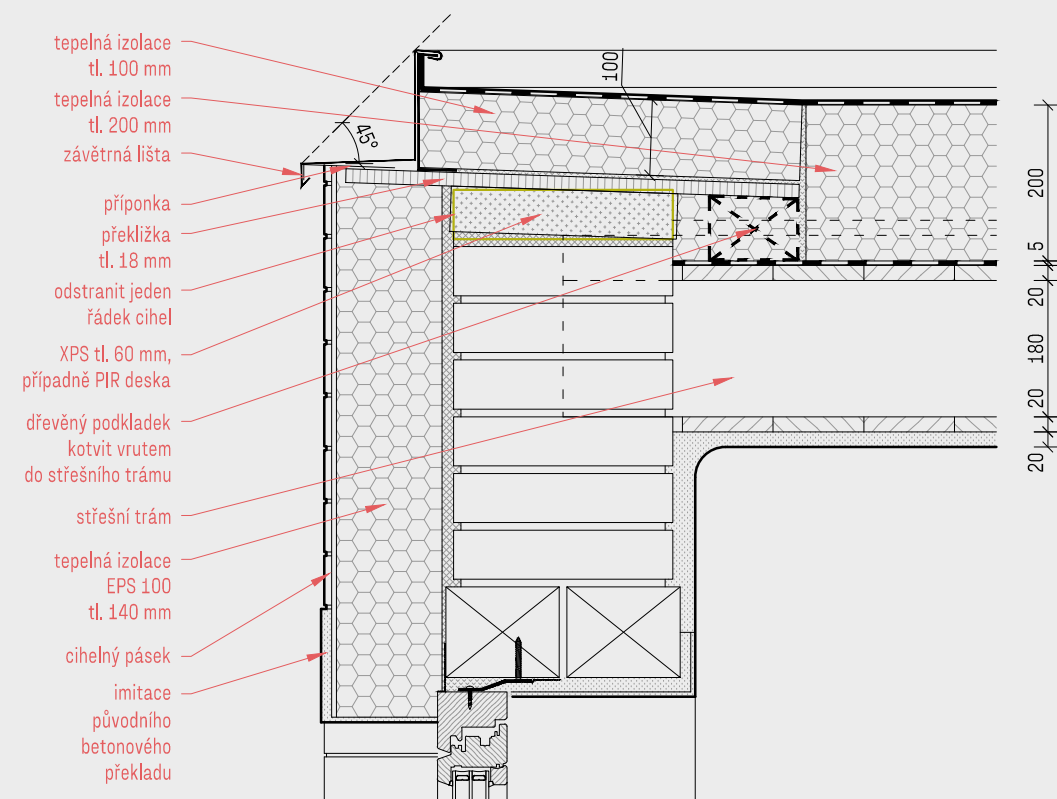 tepelná izolace
tl. 100 mm
tepelná izolace
tl. 200 mm
závětrná lišta
příponka
překližka
tl. 18 mm
odstranit jeden
řádek cihel
XPS tl. 60 mm,
případně PIR deska
dřevěný podkladek
kotvit vrutem
do střešního trámu
střešní trám
tepelná izolace
EPS 100
tl. 140 mm
cihelný pásek
imitace
původního
betonového
překladu
45°
100
200
5
20
180
20
20